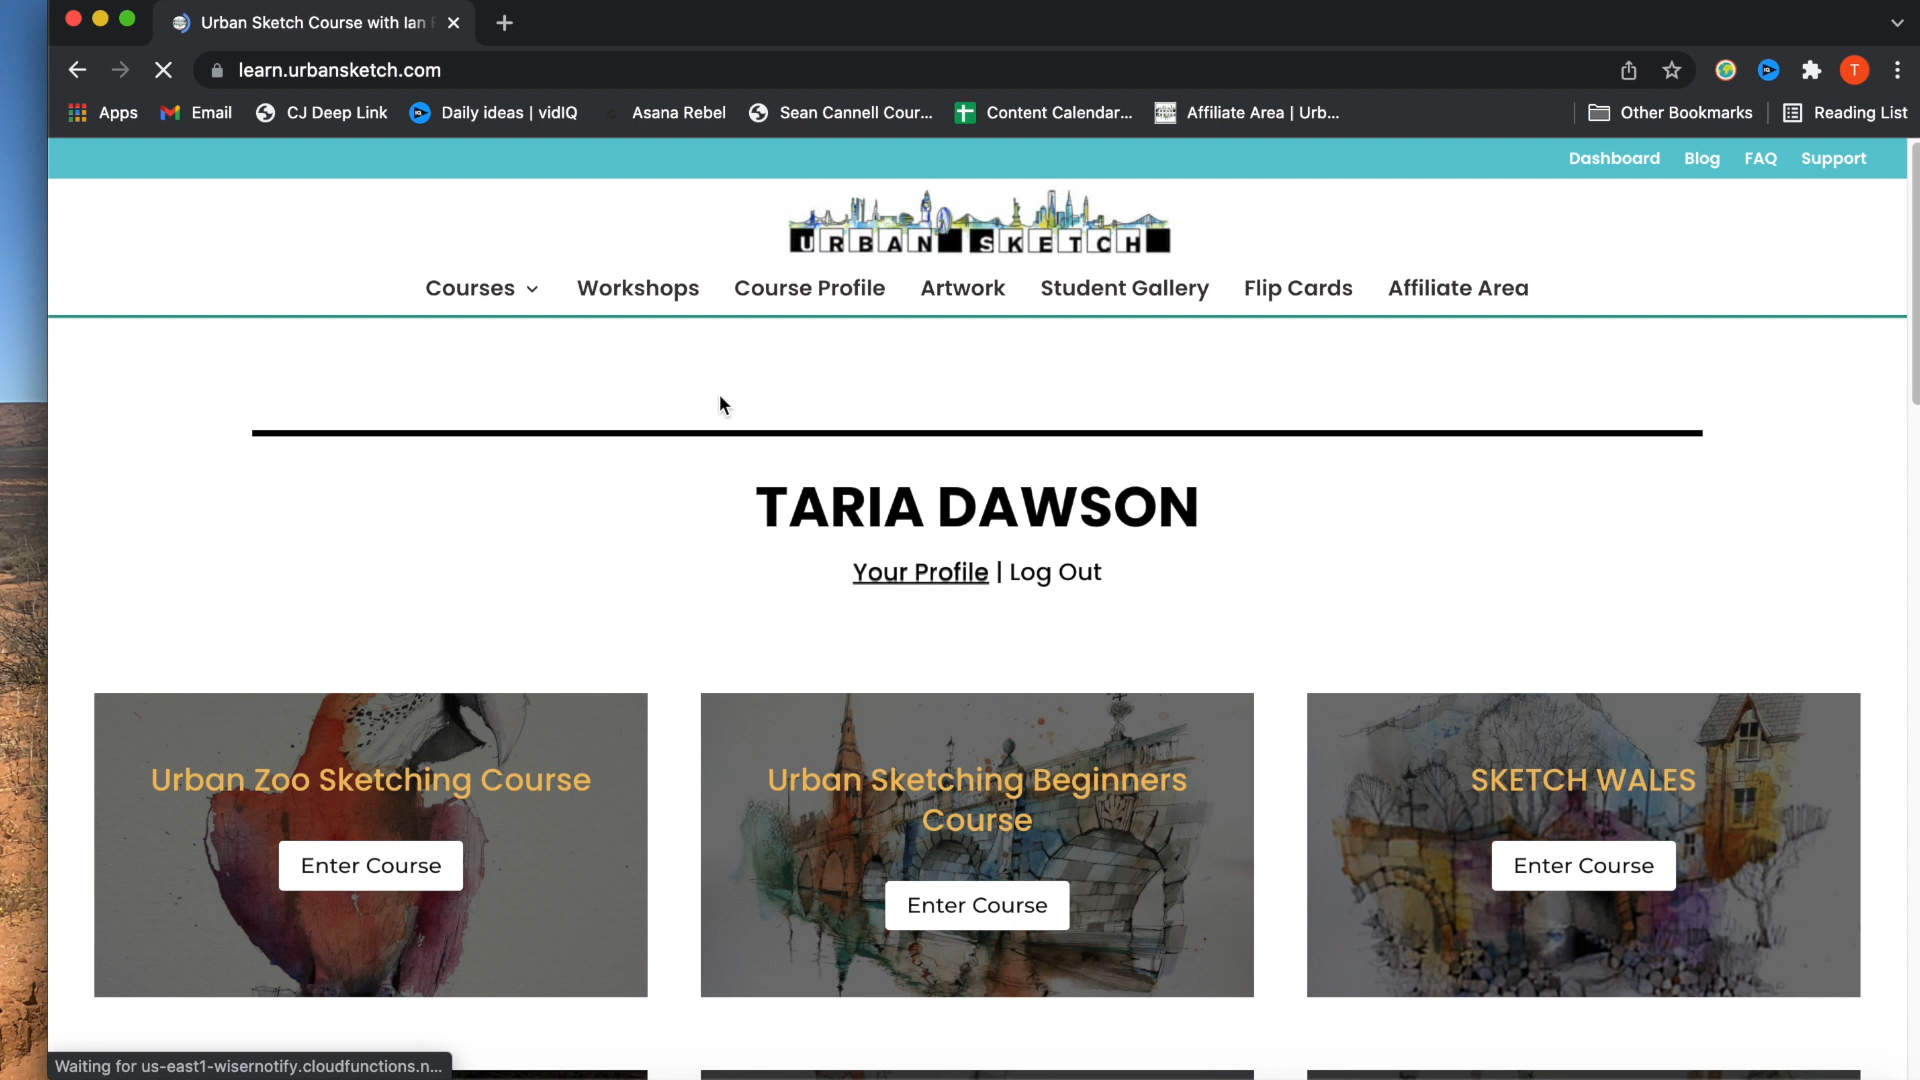 Urban Sketch Course with Ian
learn.urbansketch.com
T
Apps Email CJ Deep Link Daily ideas | vidIQ Asana Rebel Sean Cannell Cour... Content Calendar... Affiliate Area | Urb... Other Bookmarks Reading List
Dashboard Blog FAQ Support
URBAN SKETCH
Courses Workshops Course Profile Artwork Student Gallery Flip Cards Affiliate Area
TARIA DAWSON
Your Profile | Log Out
Urban Zoo Sketching Course
Enter Course
Urban Sketching Beginners
Course
Enter Course
SKETCH WALES
Enter Course
Waiting for us-east1-wisernotify.cloudfunctions.n...